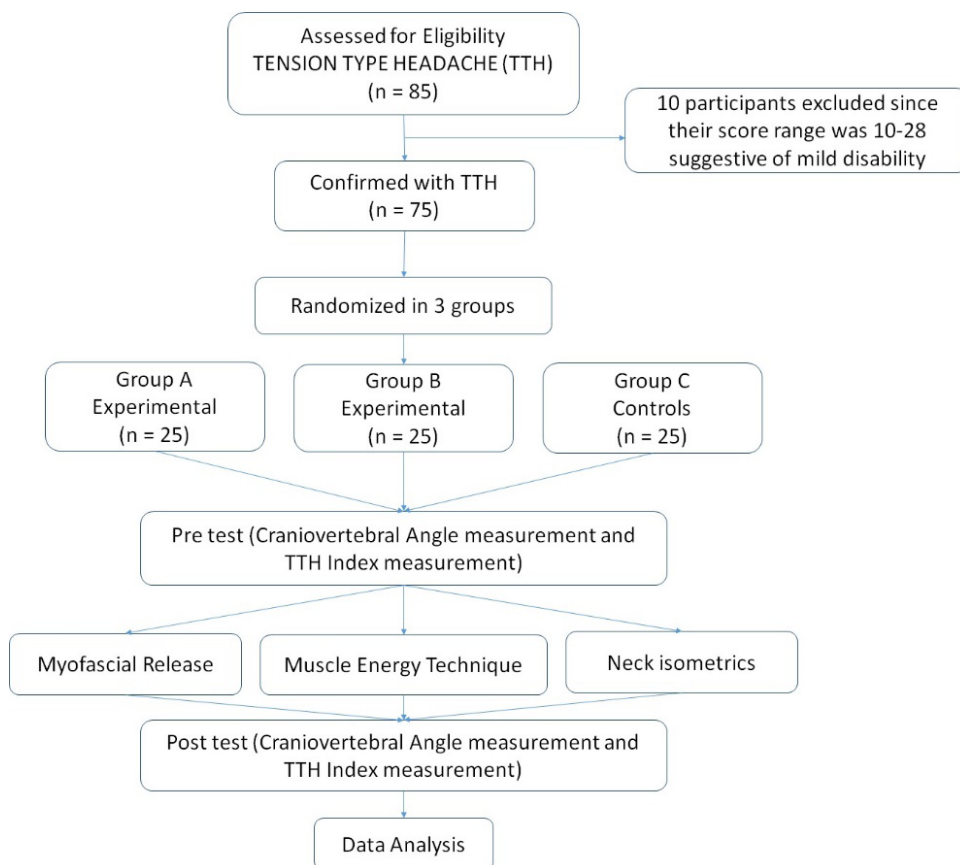 Assessed for Eligibility
TENSION TYPE HEADACHE (TTH)
(n = 85)
10 participants excluded since
their score range was 10-28
suggestive of mild disability
Confirmed with TTH
(n = 75)
Randomized in 3 groups
Group A
Experimental
(n = 25)
Group B
Experimental
(n = 25)
Group C
Controls
(n = 25)
Pre test (Craniovertebral Angle measurement and
TTH Index measurement)
Myofascial Release
Muscle Energy Technique
Neck isometrics
Post test (Craniovertebral Angle measurement and
TTH Index measurement)
Data Analysis